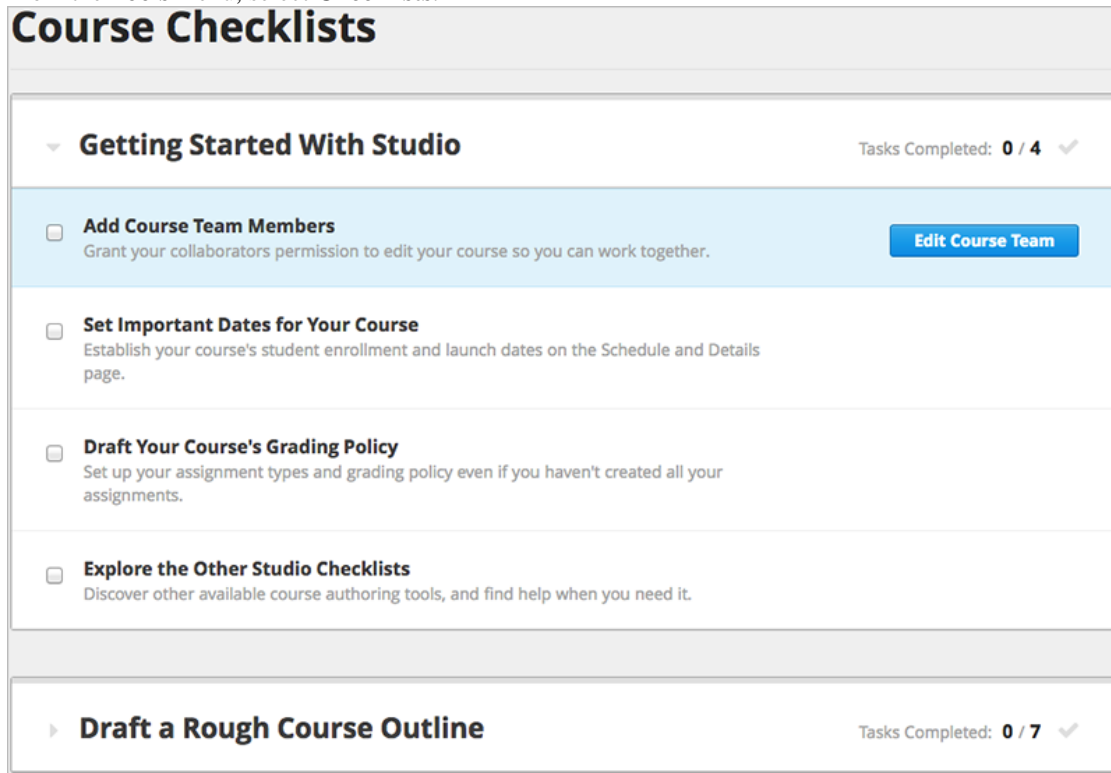 Course Checklists
Getting Started With Studio
Tasks Completed: 0 / 4
Add Course Team Members
Grant your collaborators permission to edit your course so you can work together.
Edit Course Team
Set Important Dates for Your Course
Establish your course's student enrollment and launch dates on the Schedule and Details
page.
Draft Your Course's Grading Policy
Set up your assignment types and grading policy even if you haven't created all your
assignments.
Explore the Other Studio Checklists
Discover other available course authoring tools, and find help when you need it.
Draft a Rough Course Outline
Tasks Completed: 0 / 7